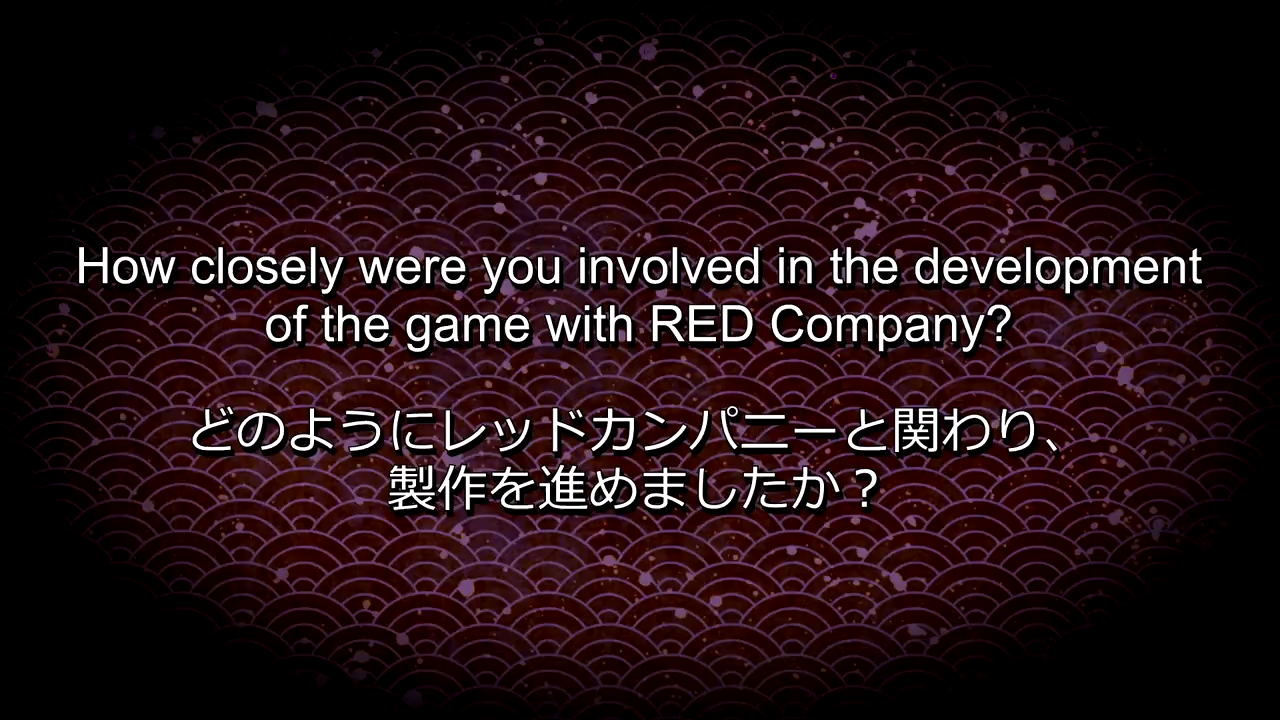 How closely were you involved in the development
of the game with RED Company?
どのようにレッドカンパニーと関わり、
製作を進めましたか？